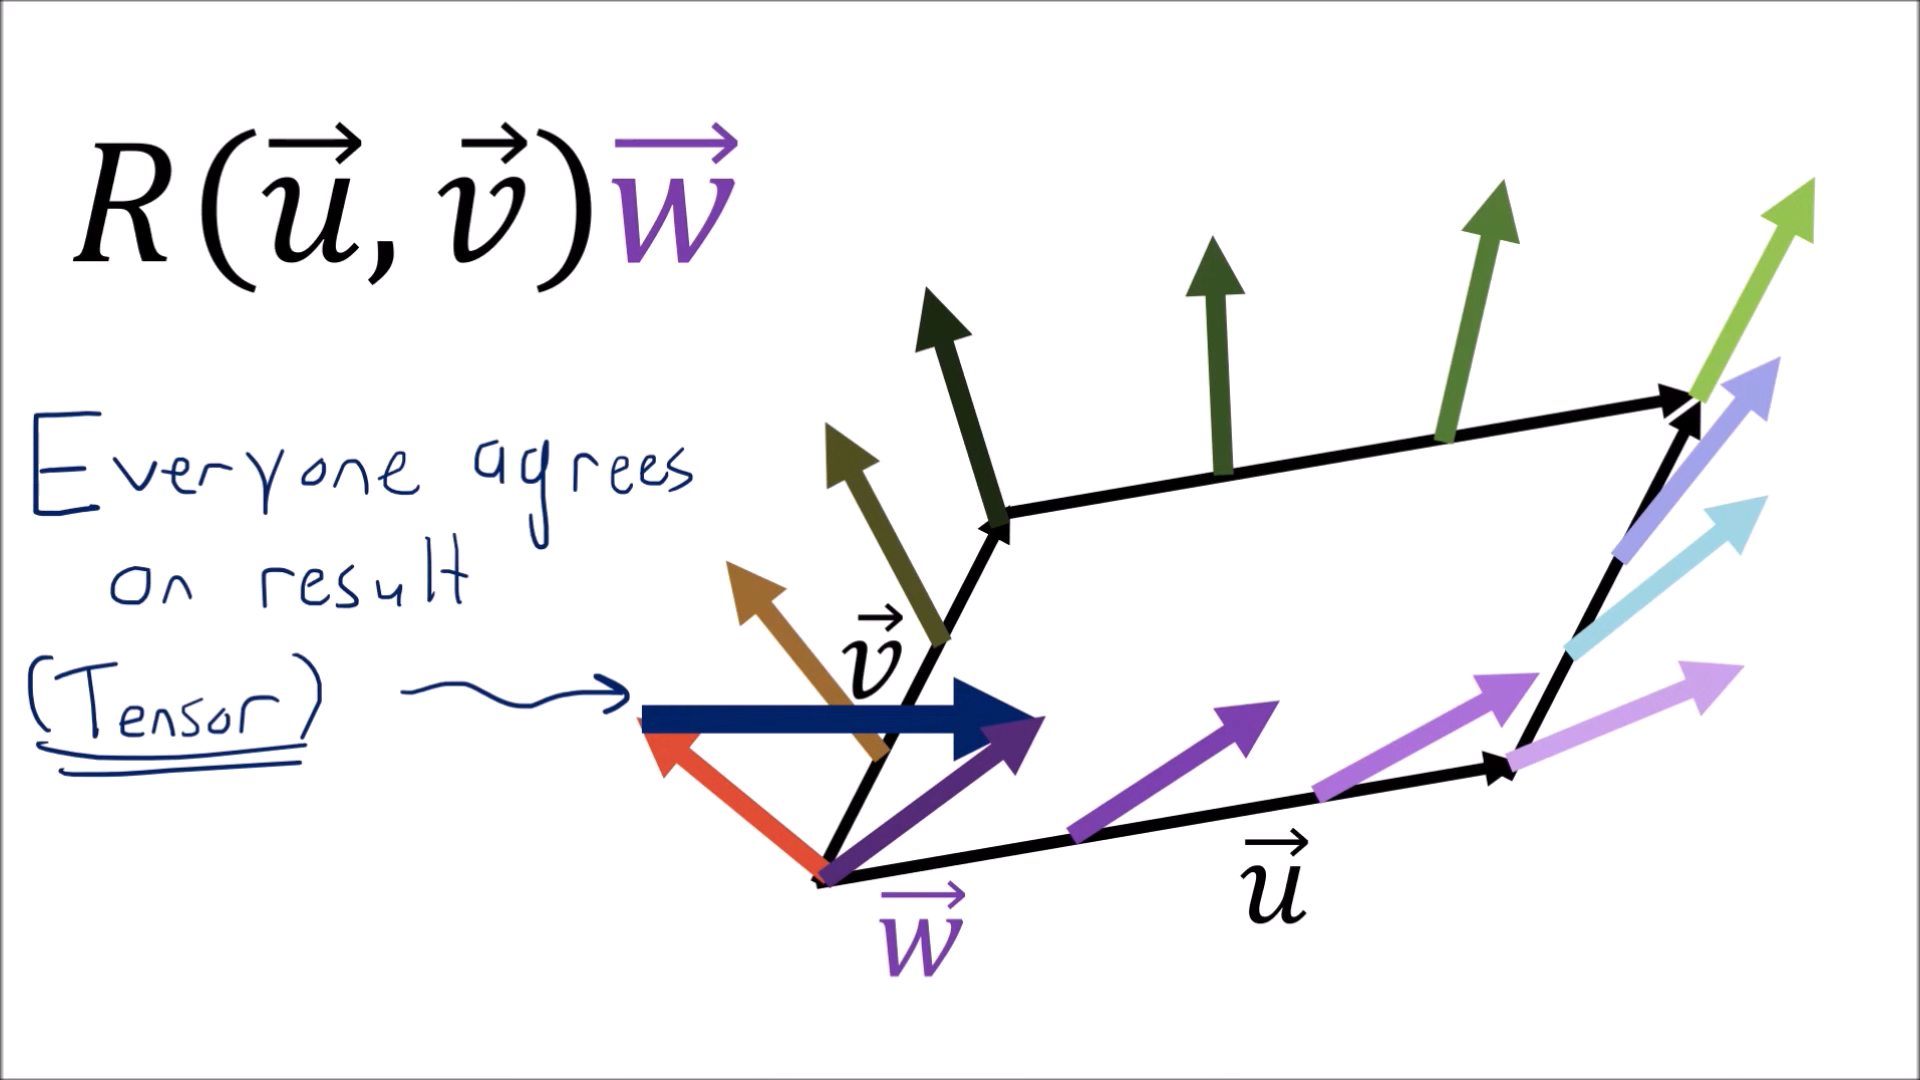 R(u⃗, v⃗)w⃗
Everyone agrees
on result
(Tensor)
v⃗
u⃗
w⃗